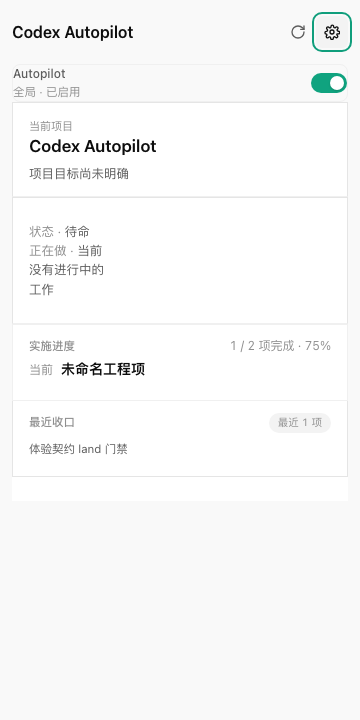 Codex Autopilot
Autopilot
全局 · 已启用
当前项目
Codex Autopilot
项目目标尚未明确
状态 · 待命
正在做 · 当前
没有进行中的
工作
实施进度 1 / 2 项完成 · 75%
当前 未命名工程项
最近收口 最近 1 项
体验契约 land 门禁